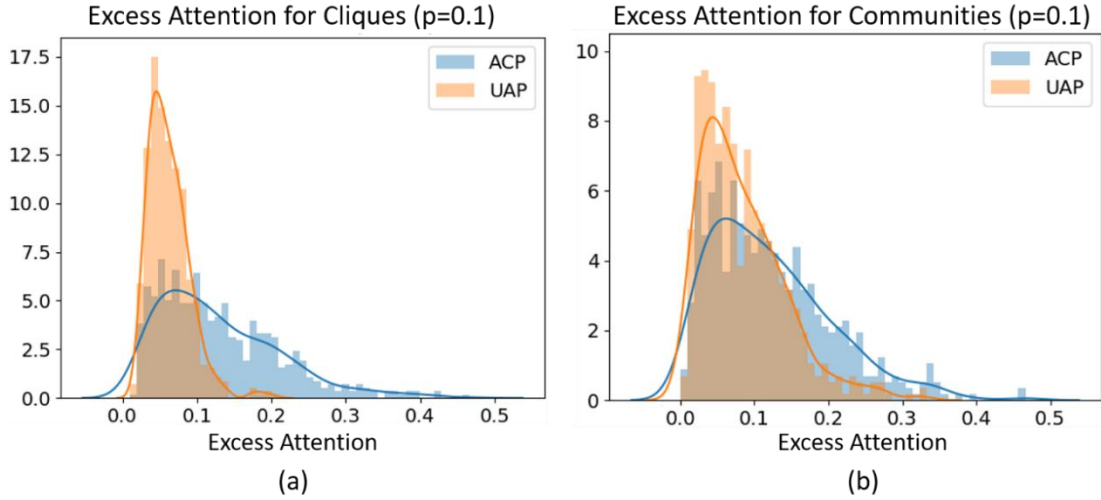 Excess Attention for Cliques (p=0.1)
17.5
15.0
12.5
10.0
7.5
5.0
2.5
0.0
0.0 0.1 0.2 0.3 0.4 0.5
ACP
UAP
Excess Attention
(a)
Excess Attention for Communities (p=0.1)
10
8
6
4
2
0
0.0 0.1 0.2 0.3 0.4 0.5
ACP
UAP
Excess Attention
(b)